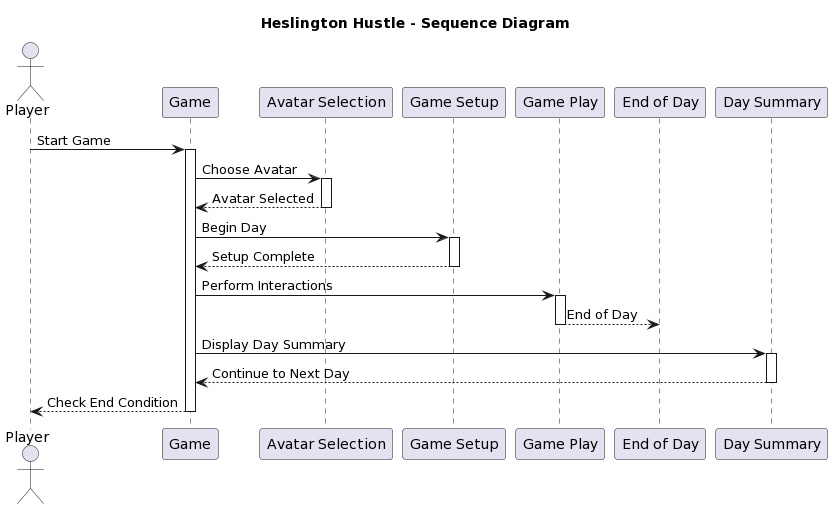 Heslington Hustle - Sequence Diagram
Player
Game
Avatar Selection
Game Setup
Game Play
End of Day
Day Summary
Start Game
Choose Avatar
Avatar Selected
Begin Day
Setup Complete
Perform Interactions
End of Day
Display Day Summary
Continue to Next Day
Check End Condition
Player
Game
Avatar Selection
Game Setup
Game Play
End of Day
Day Summary